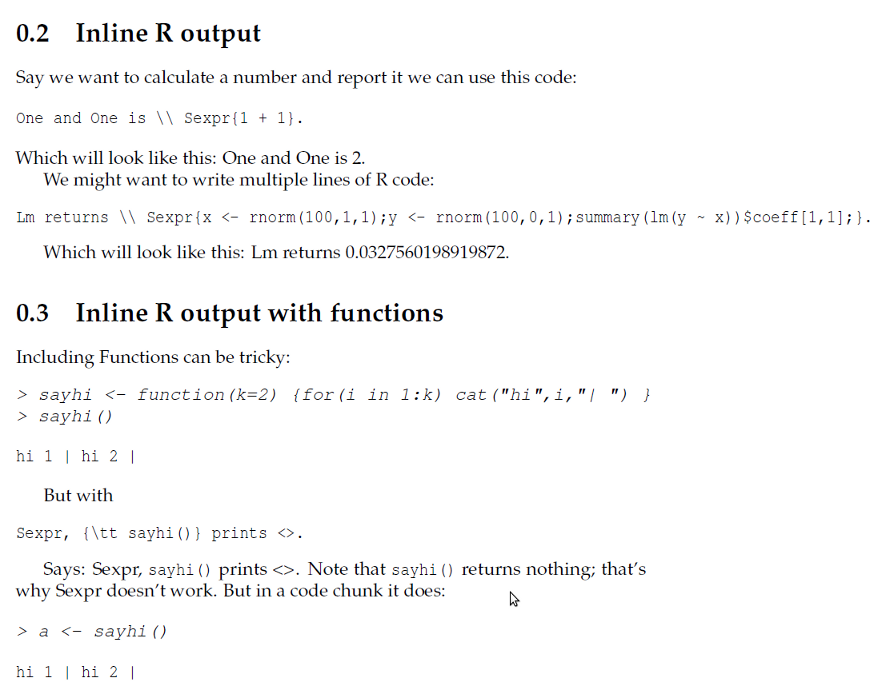 0.2 Inline R output
Say we want to calculate a number and report it we can use this code:
One and One is \\ Sexpr{1 + 1}.
Which will look like this: One and One is 2.
We might want to write multiple lines of R code:
Lm returns \\ Sexpr{x <- rnorm(100,1,1);y <- rnorm(100,0,1);summary(lm(y ~ x))$coeff[1,1];}.
Which will look like this: Lm returns 0.0327560198919872.
0.3 Inline R output with functions
Including Functions can be tricky:
> sayhi <- function(k=2) {for(i in 1:k) cat("hi",i,"| ") }
> sayhi()
hi 1 | hi 2 |
But with
Sexpr, {\tt sayhi()} prints <>.
Says: Sexpr, sayhi() prints <>. Note that sayhi() returns nothing; that's
why Sexpr doesn't work. But in a code chunk it does:
> a <- sayhi()
hi 1 | hi 2 |